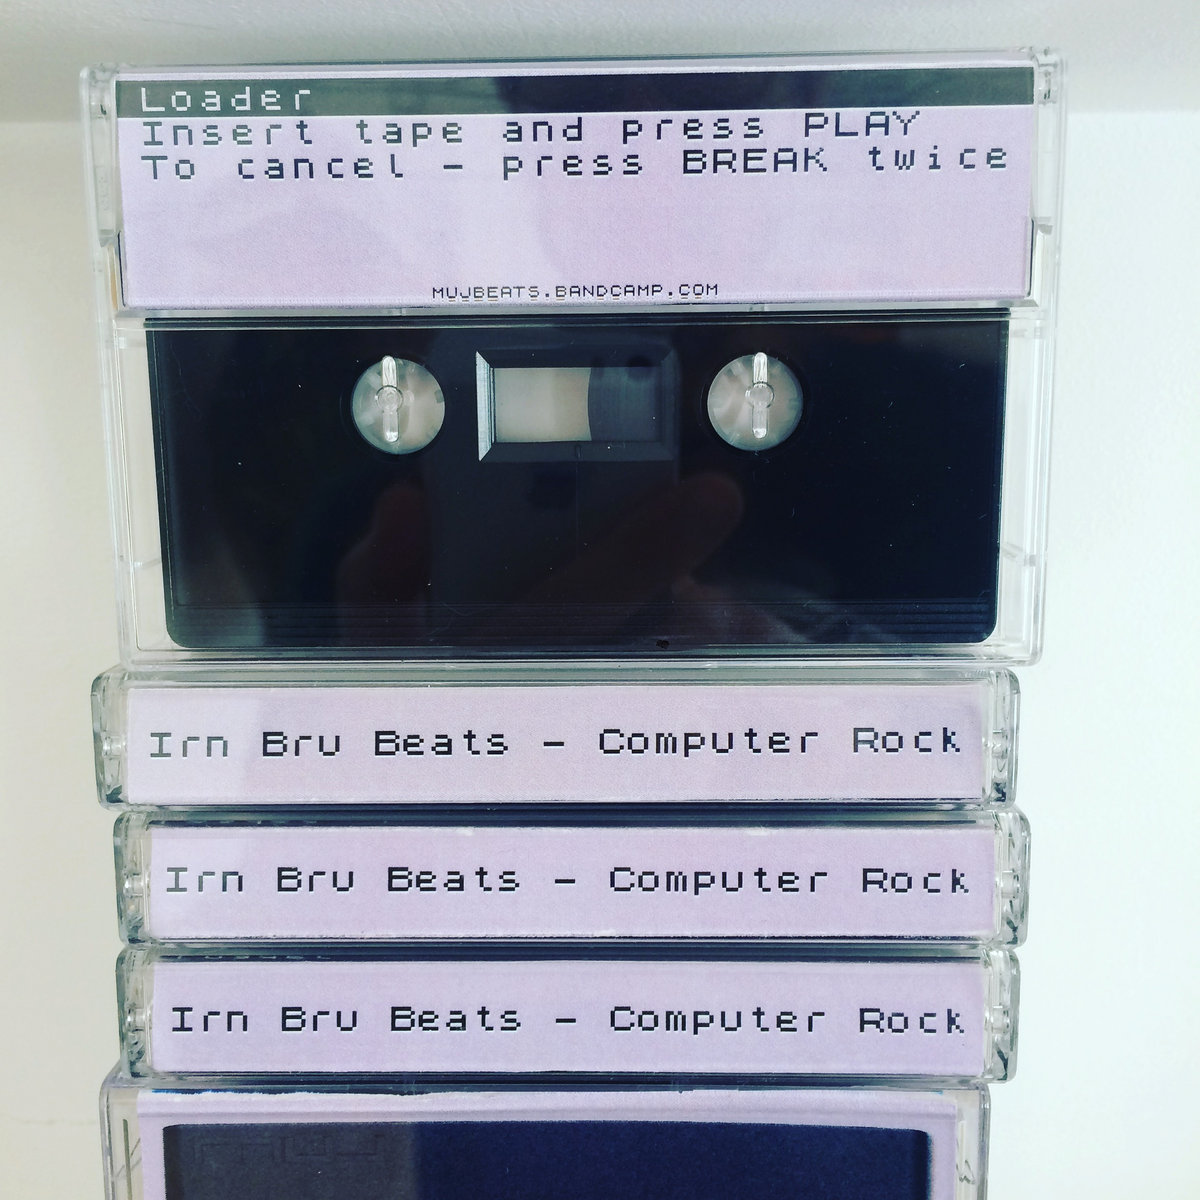 Loader
Insert tape and press PLAY
To cancel - press BREAK twice
MUJBEATS.BANDCAMP.COM
Irn Bru Beats - Computer Rock
Irn Bru Beats - Computer Rock
Irn Bru Beats - Computer Rock